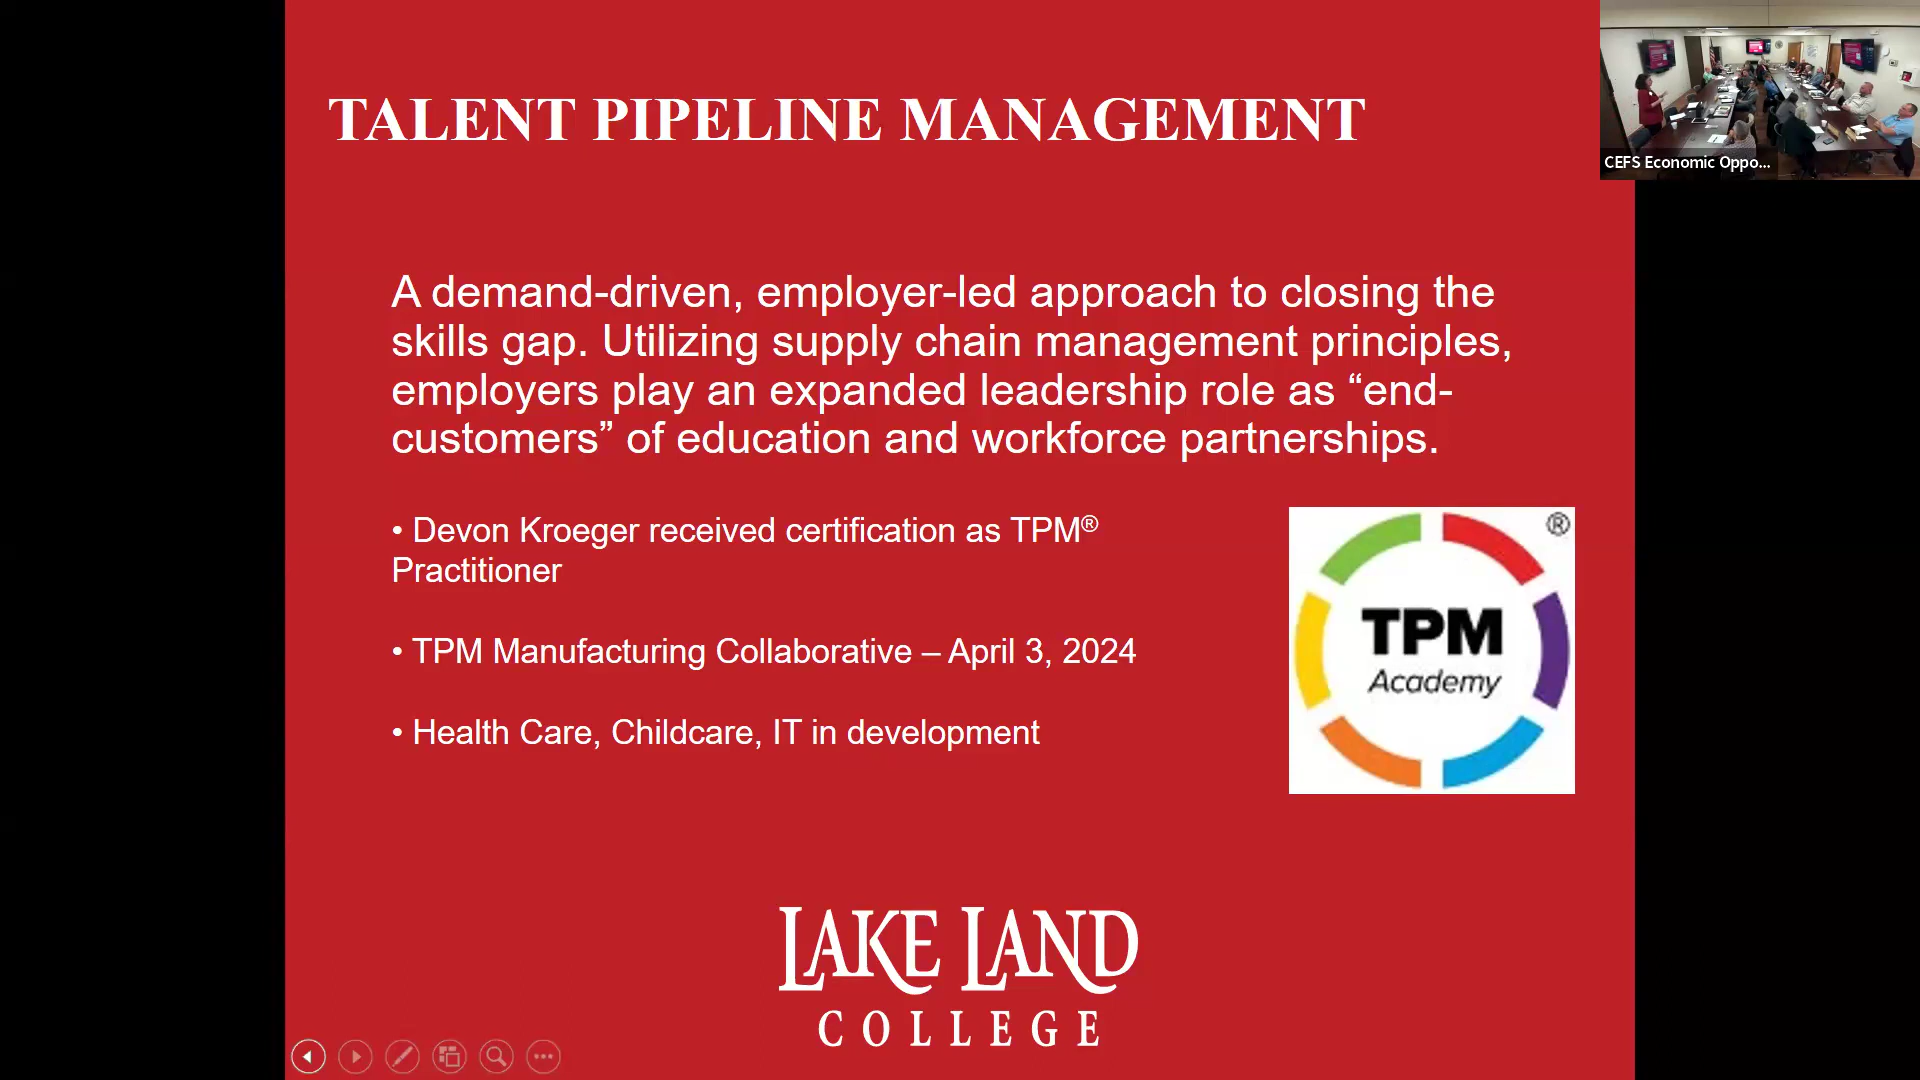 TALENT PIPELINE MANAGEMENT
CEFS Economic Oppo...
A demand-driven, employer-led approach to closing the
skills gap. Utilizing supply chain management principles,
employers play an expanded leadership role as “end-
customers” of education and workforce partnerships.
• Devon Kroeger received certification as TPM®
Practitioner
• TPM Manufacturing Collaborative – April 3, 2024
• Health Care, Childcare, IT in development
®
TPM
Academy
LAKE LAND
COLLEGE